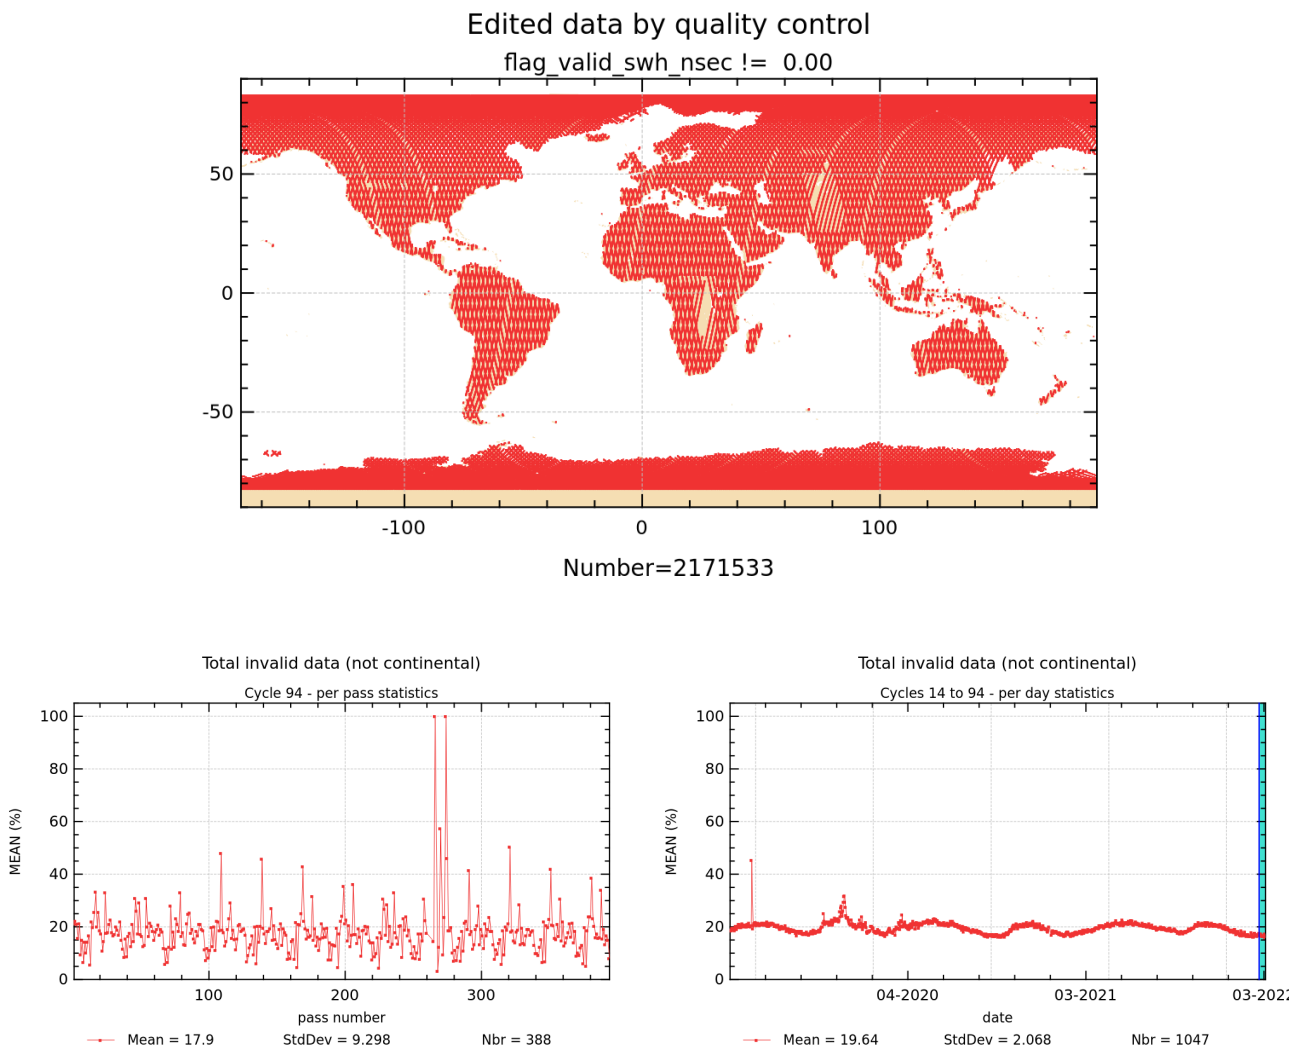 Edited data by quality control
flag_valid_swh_nsec !=  0.00
50
0
-50
-100 0 100
Number=2171533
Total invalid data (not continental)
Cycle 94 - per pass statistics
100
80
60
40
20
0
MEAN (%)
100 200 300
pass number
Mean = 17.9 StdDev = 9.298 Nbr = 388
Total invalid data (not continental)
Cycles 14 to 94 - per day statistics
100
80
60
40
20
0
MEAN (%)
04-2020 03-2021 03-2022
date
Mean = 19.64 StdDev = 2.068 Nbr = 1047